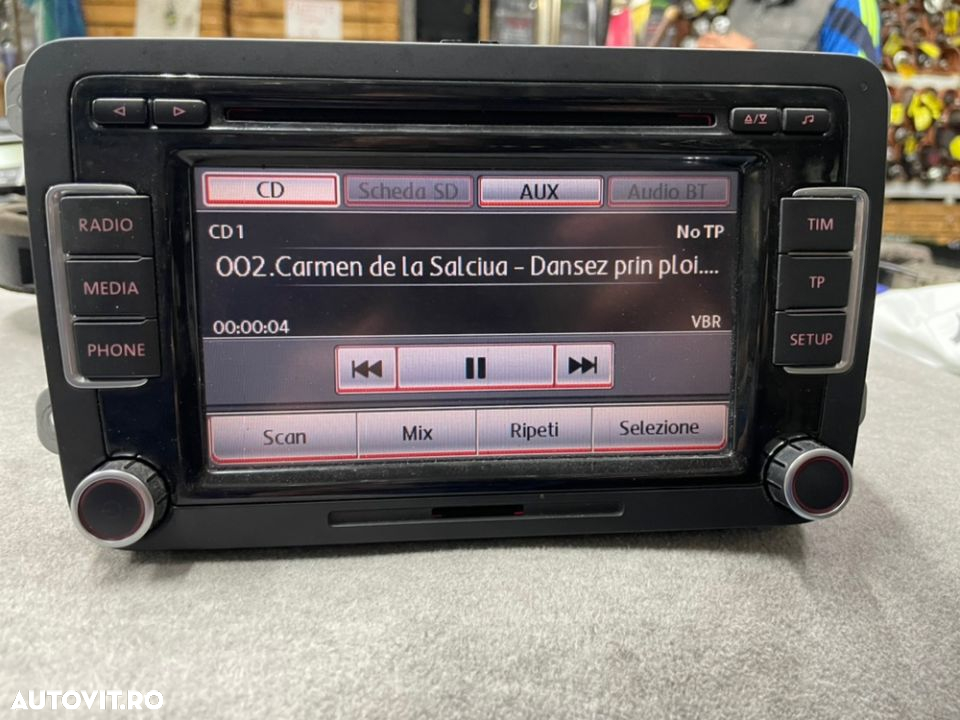 CD Scheda SD AUX Audio BT
RADIO TIM
CD 1 No TP
002.Carmen de la Salciua - Dansez prin ploi....
MEDIA TP
00:00:04 VBR
PHONE SETUP
Scan Mix Ripeti Selezione
AUTOVIT.RO